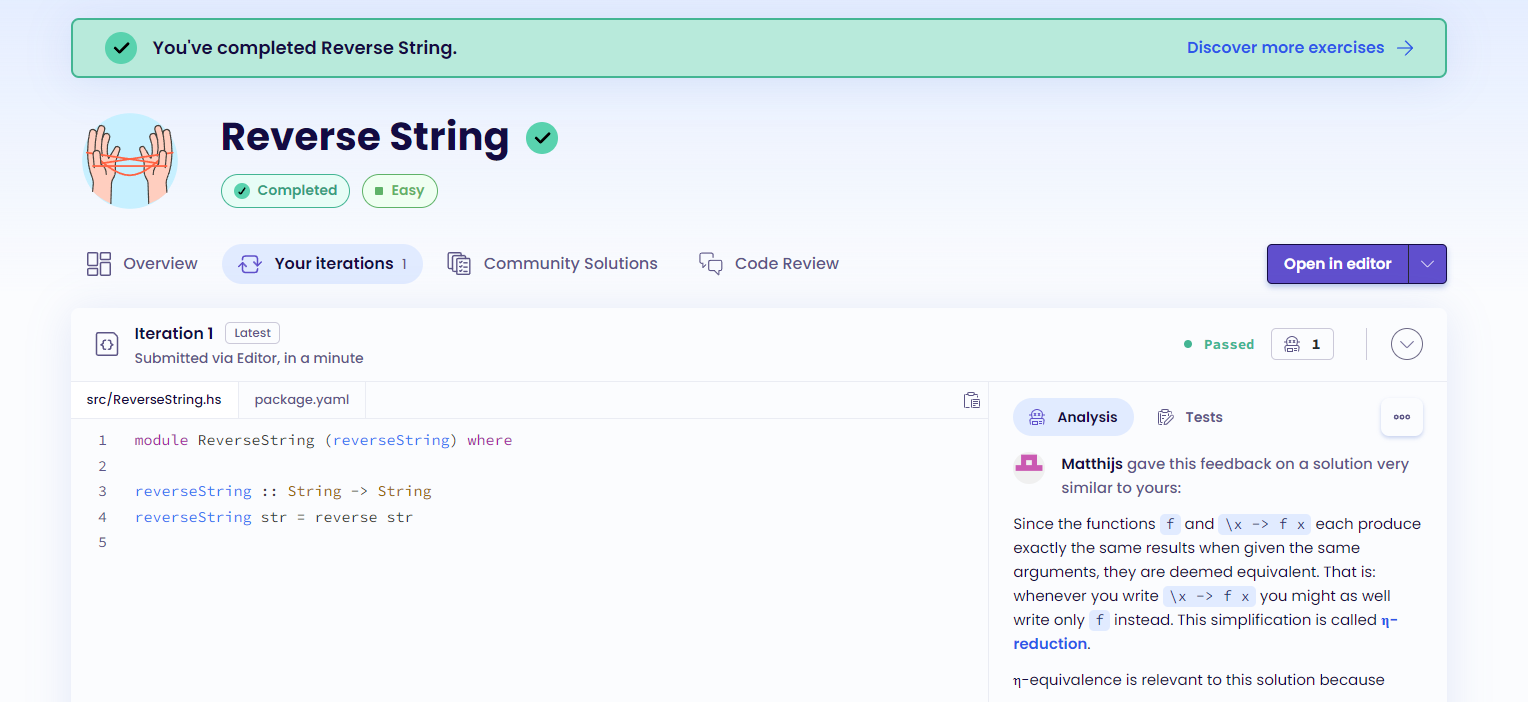 You've completed Reverse String.
Discover more exercises
Reverse String
Completed
Easy
Overview
Your iterations 1
Community Solutions
Code Review
Open in editor
Iteration 1
Latest
Submitted via Editor, in a minute
Passed
1
src/ReverseString.hs
package.yaml
1 module ReverseString (reverseString) where
2
3 reverseString :: String -> String
4 reverseString str = reverse str
5
Analysis
Tests
Matthijs gave this feedback on a solution very
similar to yours:
Since the functions f and \x -> f x each produce
exactly the same results when given the same
arguments, they are deemed equivalent. That is:
whenever you write \x -> f x you might as well
write only f instead. This simplification is called η-
reduction.
η-equivalence is relevant to this solution because